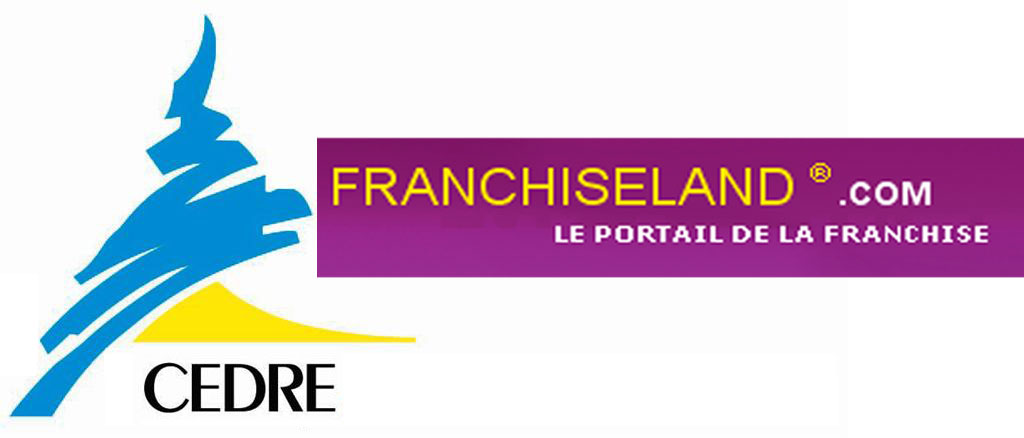 FRANCHISELAND ® .COM
LE PORTAIL DE LA FRANCHISE
CEDRE